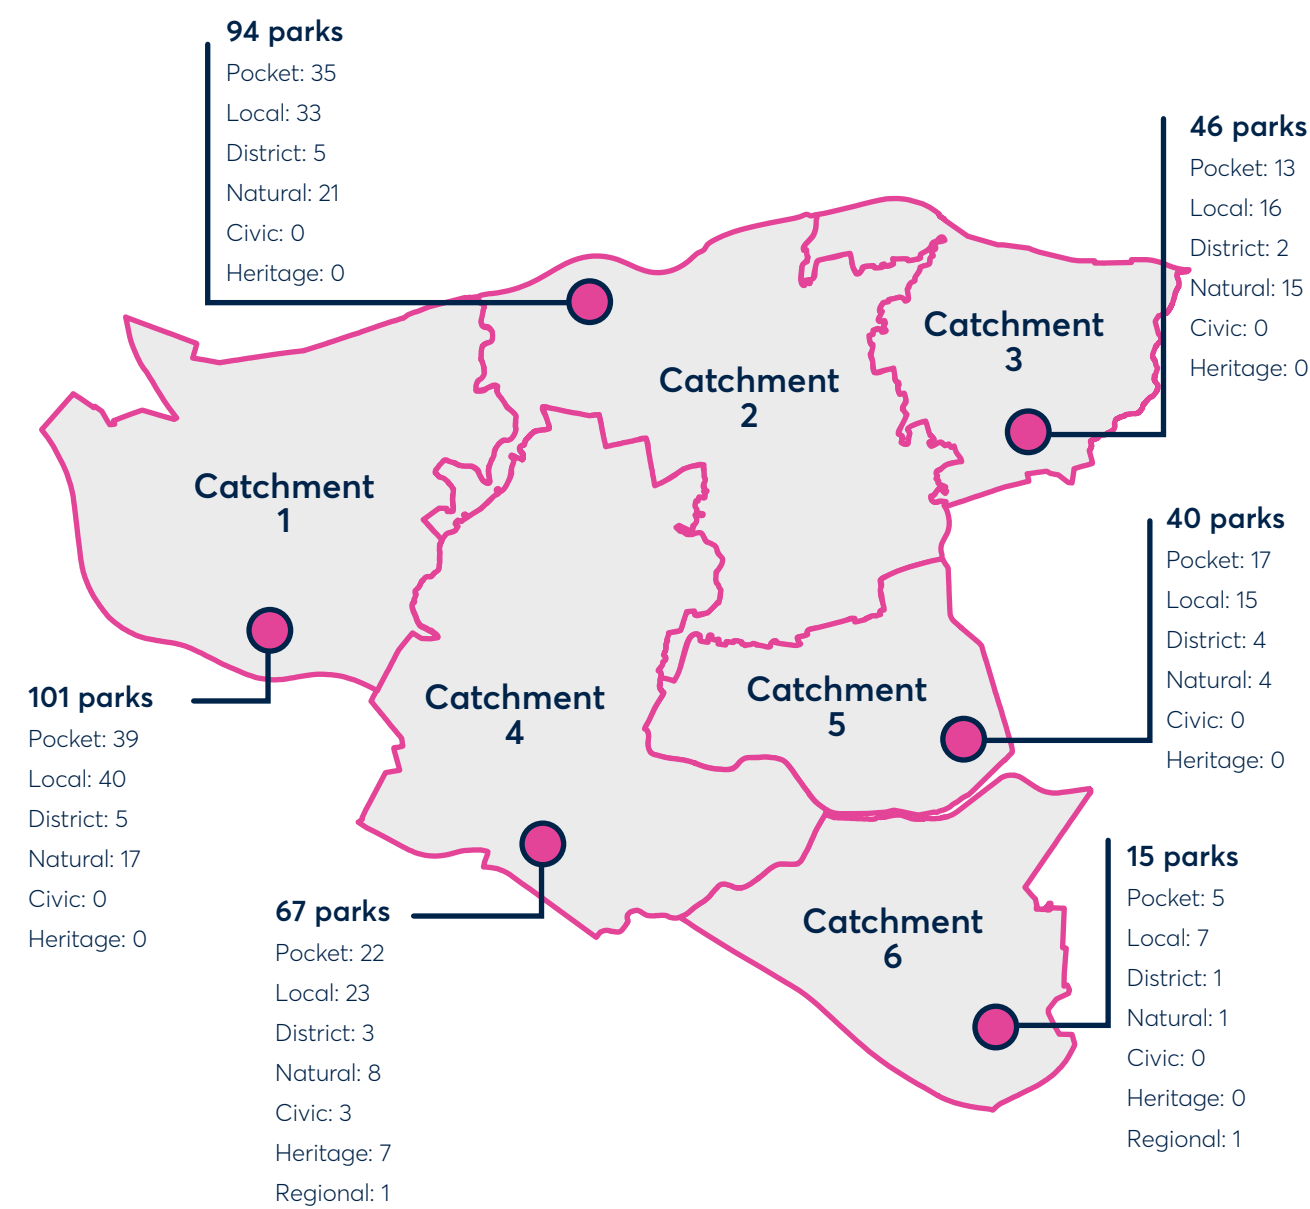 94 parks
Pocket: 35
Local: 33
District: 5
Natural: 21
Civic: 0
Heritage: 0
46 parks
Pocket: 13
Local: 16
District: 2
Natural: 15
Civic: 0
Heritage: 0
Catchment
3
Catchment
2
Catchment
1
40 parks
Pocket: 17
Local: 15
District: 4
Natural: 4
Civic: 0
Heritage: 0
Catchment
5
Catchment
4
101 parks
Pocket: 39
Local: 40
District: 5
Natural: 17
Civic: 0
Heritage: 0
67 parks
Pocket: 22
Local: 23
District: 3
Natural: 8
Civic: 3
Heritage: 7
Regional: 1
Catchment
6
15 parks
Pocket: 5
Local: 7
District: 1
Natural: 1
Civic: 0
Heritage: 0
Regional: 1